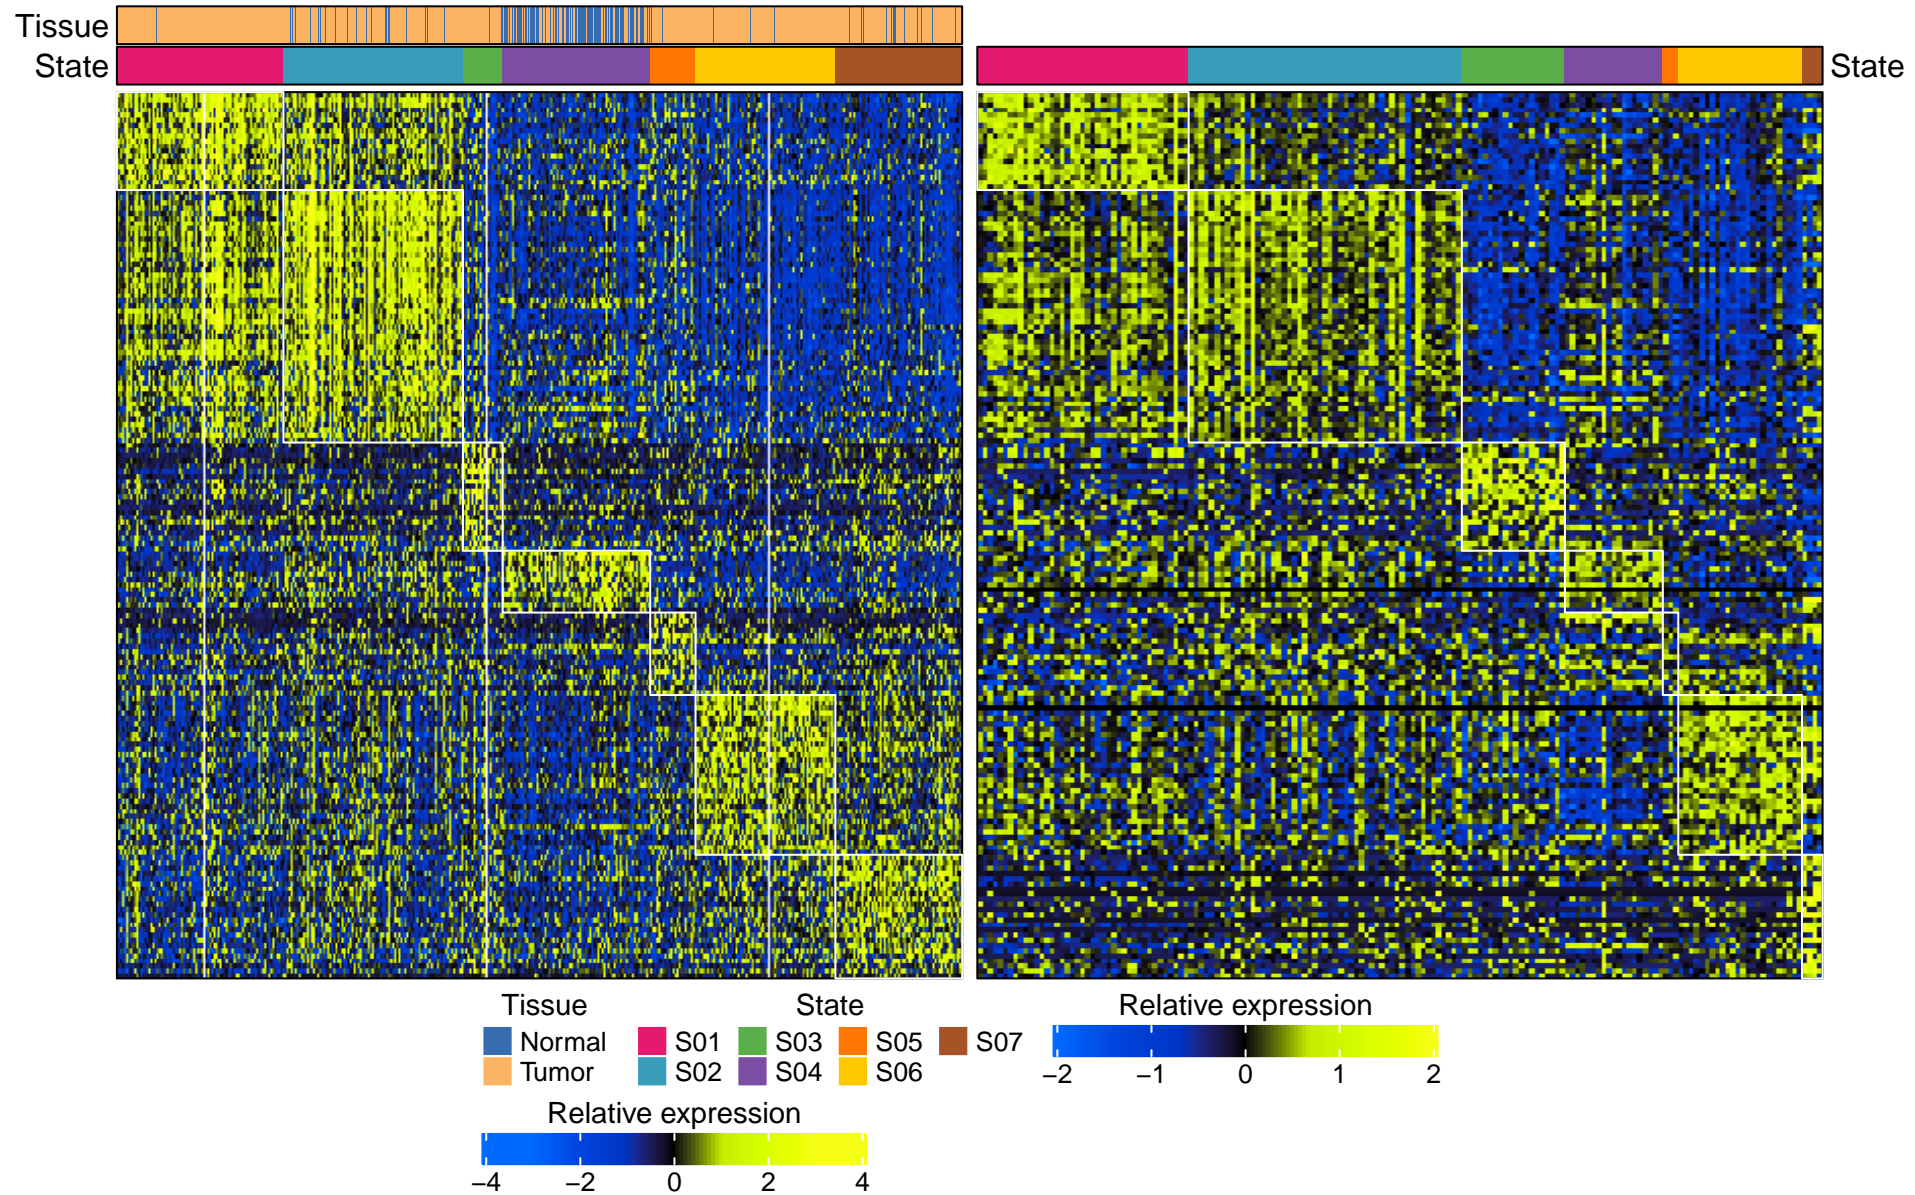 Tissue
State
State
Tissue
Normal
Tumor
State
S01
S03
S05
S07
S02
S04
S06
Relative expression
−2 −1 0 1 2
Relative expression
−4 −2 0 2 4